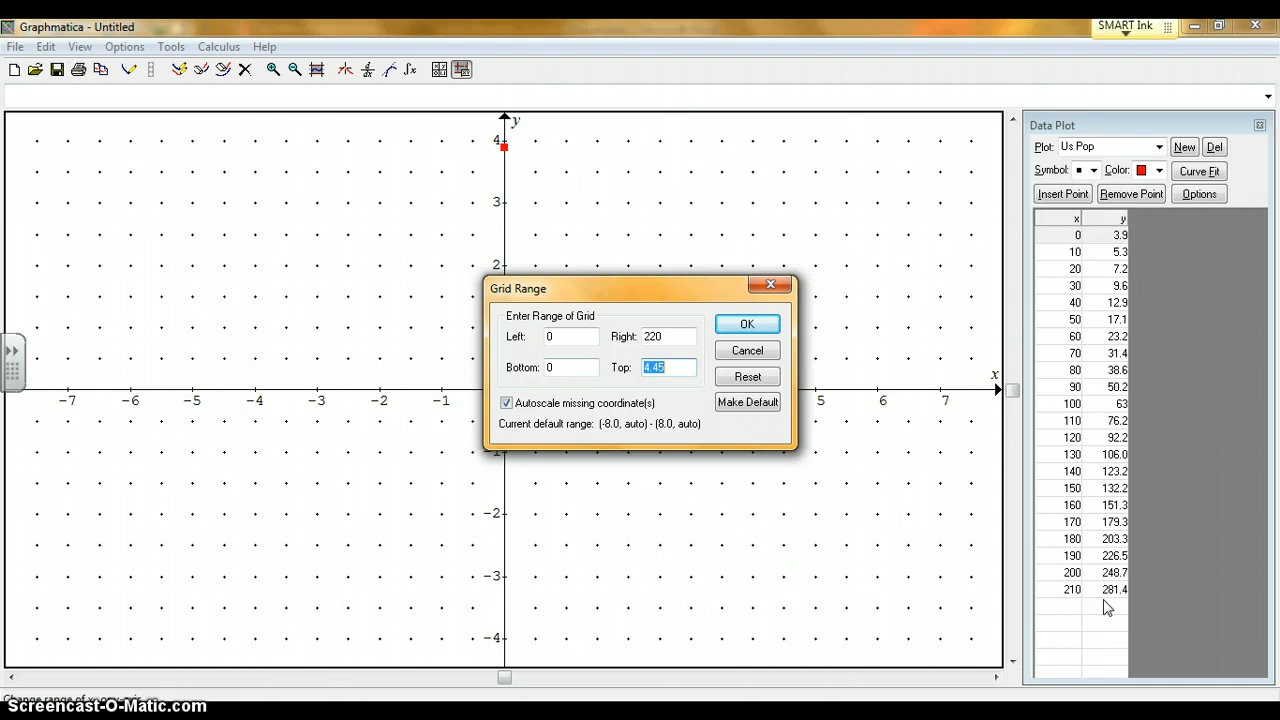 Graphmatica - Untitled
SMART Ink
File Edit View Options Tools Calculus Help
Data Plot
Plot: Us Pop New Del
Symbol: Color: Curve Fit
Insert Point Remove Point Options
x y
0 3.9
10 5.3
20 7.2
30 9.6
40 12.9
50 17.1
60 23.2
70 31.4
80 38.6
90 50.2
100 63
110 76.2
120 92.2
130 106.0
140 123.2
150 132.2
160 151.3
170 179.3
180 203.3
190 226.5
200 248.7
210 281.4
y
4
3
2
Grid Range
Enter Range of Grid
Left: 0 Right: 220 OK
Bottom: 0 Top: 4.45 Cancel
Reset
Autoscale missing coordinate(s) Make Default
Current default range: (-8.0, auto) - (8.0, auto)
x
-7 -6 -5 -4 -3 -2 -1 5 6 7
-2
-3
-4
Screencast-O-Matic.com